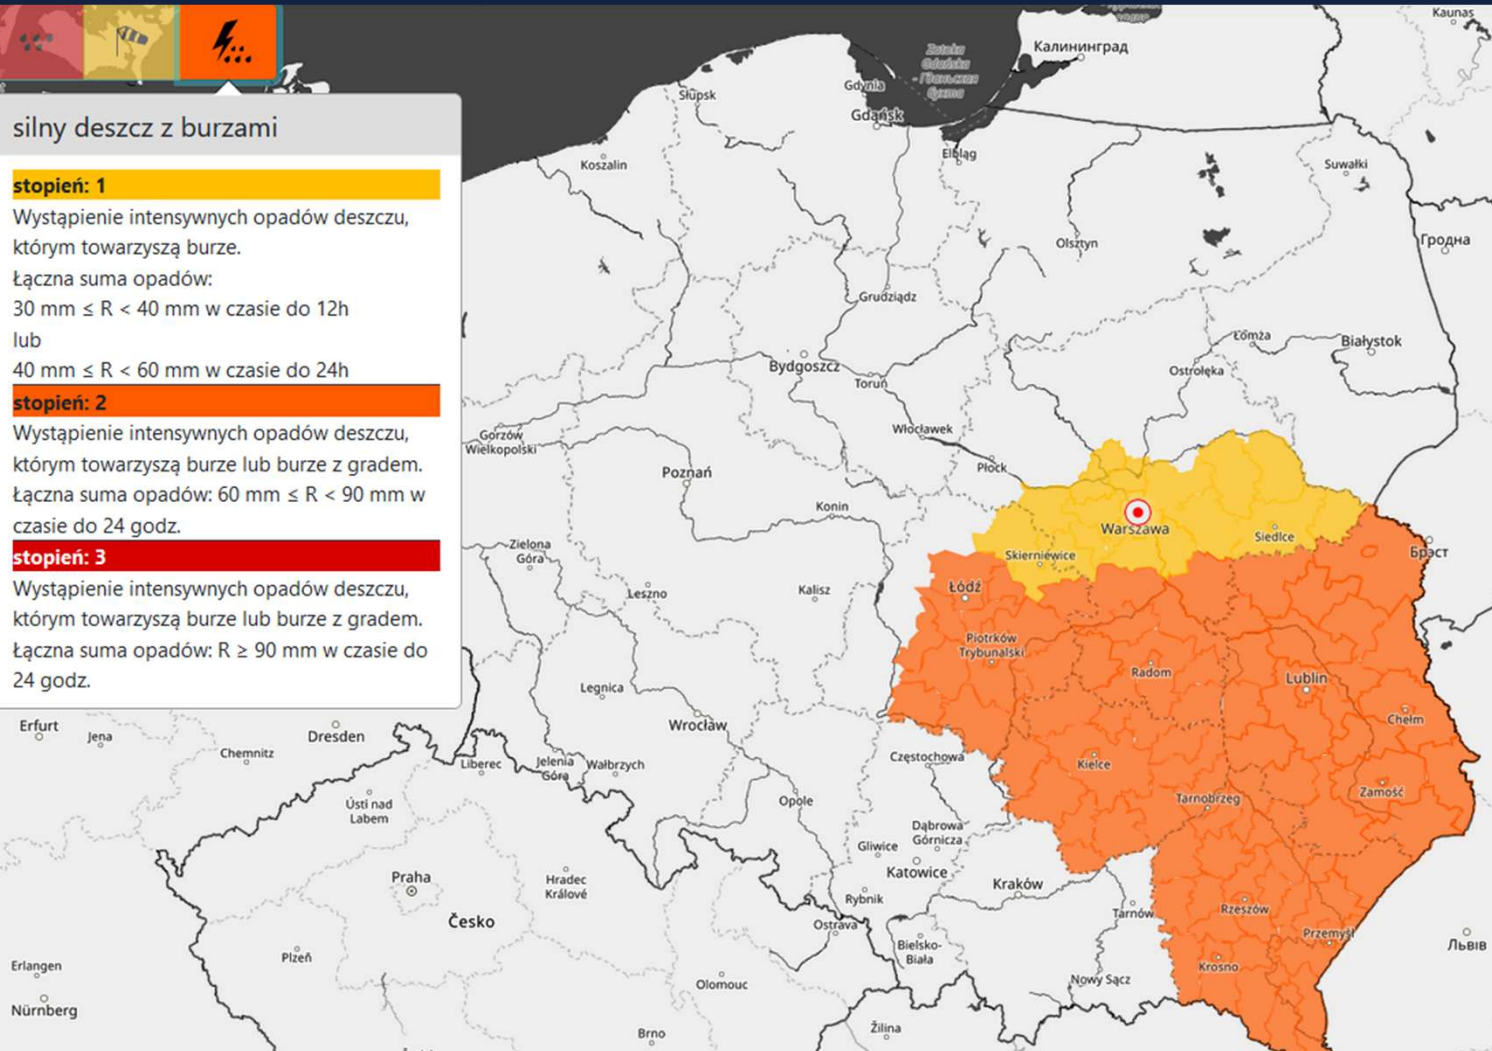 silny deszcz z burzami
stopień: 1
Wystąpienie intensywnych opadów deszczu,
którym towarzyszą burze.
Łączna suma opadów:
30 mm ≤ R < 40 mm w czasie do 12h
lub
40 mm ≤ R < 60 mm w czasie do 24h
stopień: 2
Wystąpienie intensywnych opadów deszczu,
którym towarzyszą burze lub burze z gradem.
Łączna suma opadów: 60 mm ≤ R < 90 mm w
czasie do 24 godz.
stopień: 3
Wystąpienie intensywnych opadów deszczu,
którym towarzyszą burze lub burze z gradem.
Łączna suma opadów: R ≥ 90 mm w czasie do
24 godz.
Kaunas
Калининград
Zatoka
Gdańska
Gdynia
Słupsk
Gdańsk
Elbląg
Koszalin
Suwałki
Гродна
Olsztyn
Grudziądz
Łomża
Białystok
Bydgoszcz
Toruń
Ostrołęka
Włocławek
Gorzów
Wielkopolski
Płock
Poznań
Konin
Warszawa
Siedlce
Skierniewice
Брэст
Zielona
Góra
Łódź
Leszno
Kalisz
Piotrków
Trybunalski
Radom
Lublin
Legnica
Chełm
Wrocław
Erfurt
Jena
Dresden
Chemnitz
Liberec
Jelenia
Góra
Wałbrzych
Częstochowa
Kielce
Zamość
Tarnobrzeg
Opole
Ústí nad
Labem
Dąbrowa
Górnicza
Gliwice
Katowice
Praha
Hradec
Králové
Kraków
Rybnik
Tarnów
Rzeszów
Česko
Ostrava
Przemyśl
Львів
Plzeň
Bielsko-
Biała
Krosno
Erlangen
Olomouc
Nowy Sącz
Nürnberg
Brno
Žilina